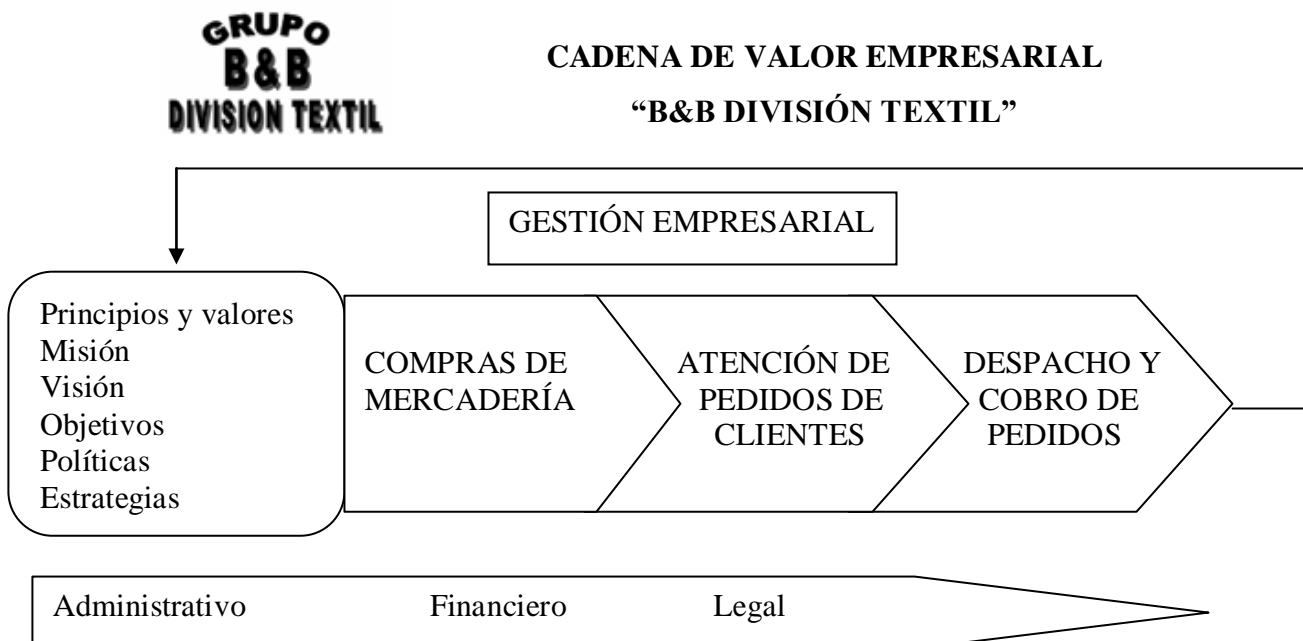 GRUPO
B&B
DIVISION TEXTIL
CADENA DE VALOR EMPRESARIAL
“B&B DIVISIÓN TEXTIL”
GESTIÓN EMPRESARIAL
Principios y valores
Misión
Visión
Objetivos
Políticas
Estrategias
COMPRAS DE
MERCADERÍA
ATENCIÓN DE
PEDIDOS DE
CLIENTES
DESPACHO Y
COBRO DE
PEDIDOS
Administrativo Financiero Legal